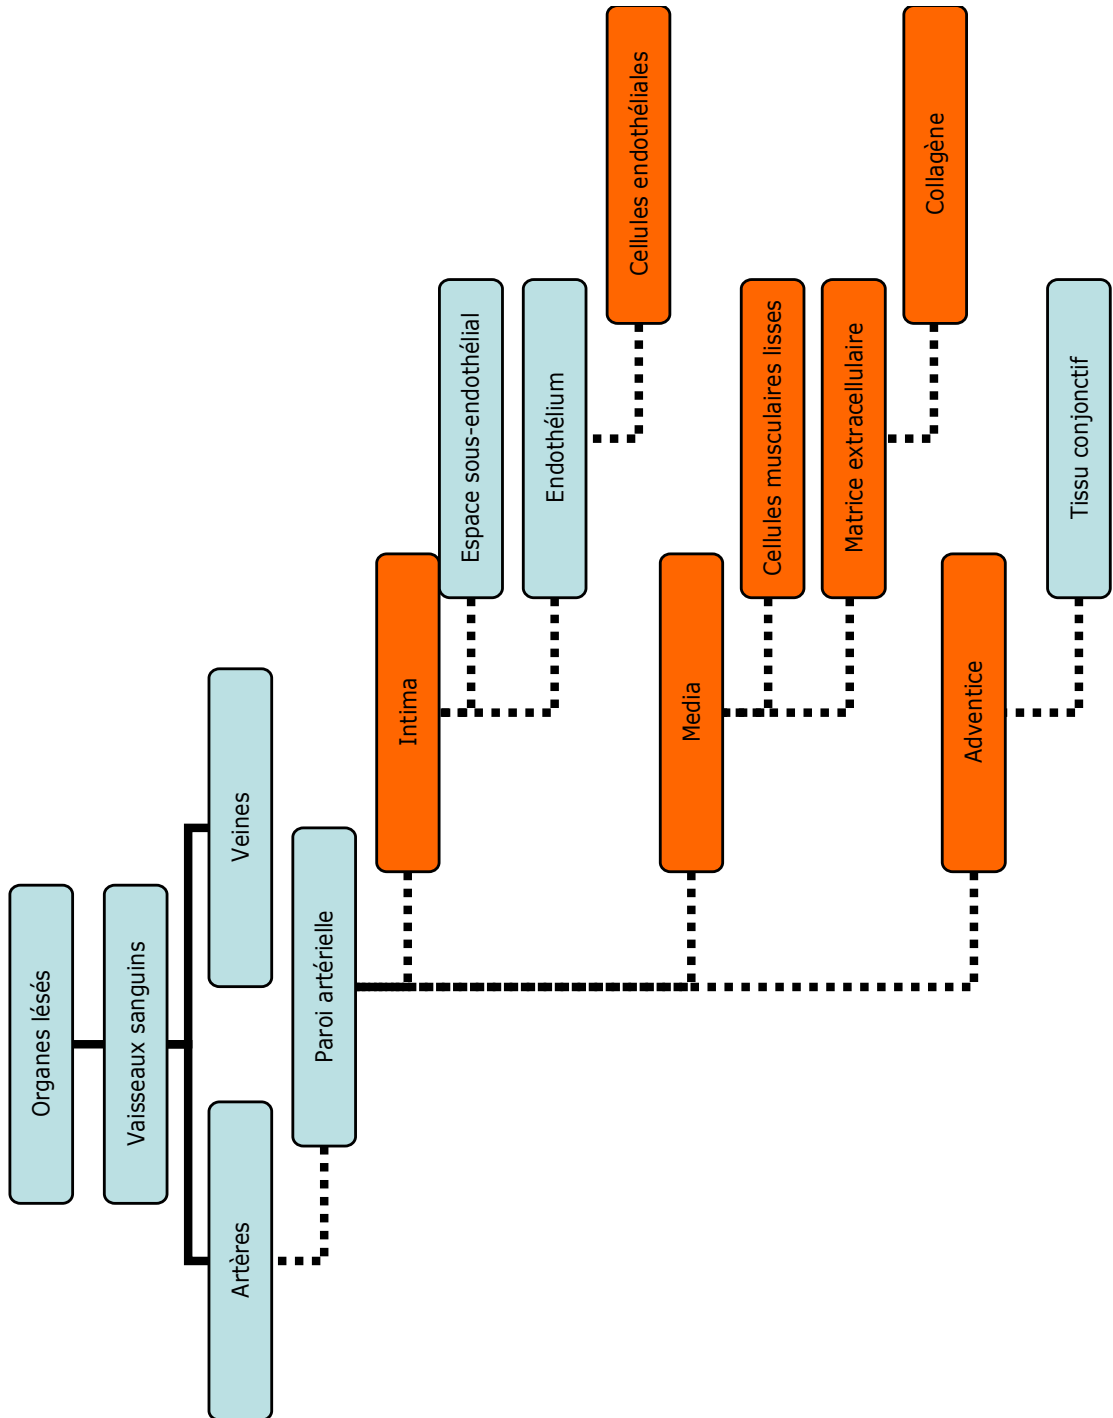 Organes lésés
Vaisseaux sanguins
Artères
Veines
Paroi artérielle
Intima
Espace sous-endothélial
Endothélium
Cellules endothéliales
Media
Cellules musculaires lisses
Matrice extracellulaire
Collagène
Adventice
Tissu conjonctif